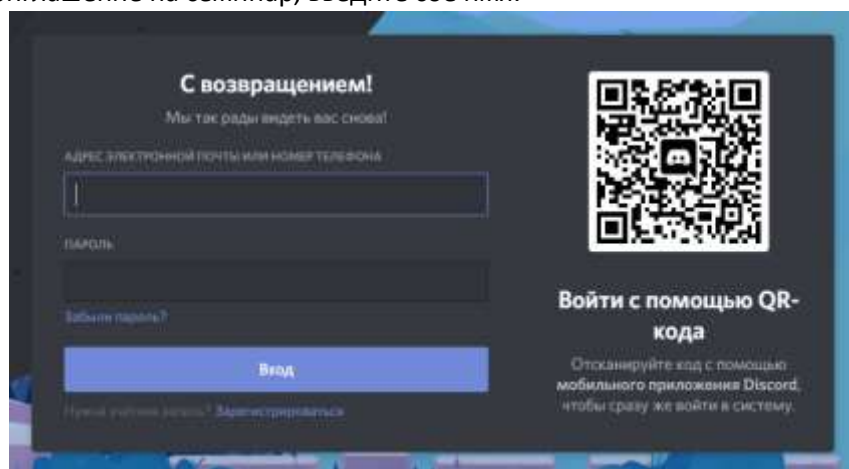 приглашение на семинар, введите своё имя.
С возвращением!
Мы так рады видеть вас снова!
АДРЕС ЭЛЕКТРОННОЙ ПОЧТЫ ИЛИ НОМЕР ТЕЛЕФОНА
ПАРОЛЬ
Забыли пароль?
Вход
Нужна учётная запись? Зарегистрироваться
Войти с помощью QR-
кода
Отсканируйте код с помощью
мобильного приложения Discord,
чтобы сразу же войти в систему.